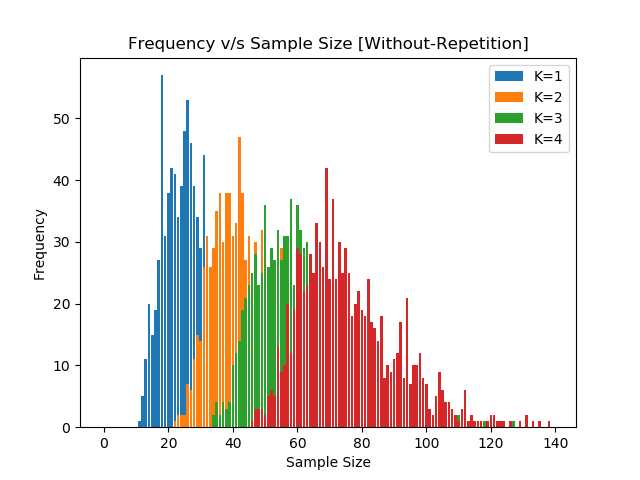 Frequency v/s Sample Size [Without-Repetition]
K=1
K=2
K=3
K=4
Frequency
50
40
30
20
10
0
0 20 40 60 80 100 120 140
Sample Size